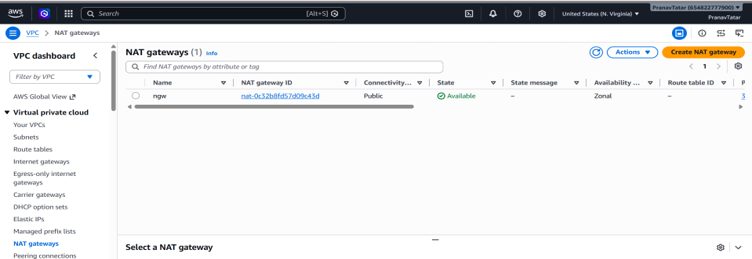 aws
Search
[Alt+S]
United States (N. Virginia)
PranavTatar (654822777900)
PranavTatar
VPC > NAT gateways
VPC dashboard
Filter by VPC
AWS Global View
Virtual private cloud
Your VPCs
Subnets
Route tables
Internet gateways
Egress-only internet
gateways
Carrier gateways
DHCP option sets
Elastic IPs
Managed prefix lists
NAT gateways
Peering connections
NAT gateways (1) Info
Actions
Create NAT gateway
Find NAT gateways by attribute or tag
1
Name NAT gateway ID Connectivity... State State message Availability ... Route table ID P
ngw nat-0c32b8fd57d09c43d Public Available – Zonal – 3
Select a NAT gateway